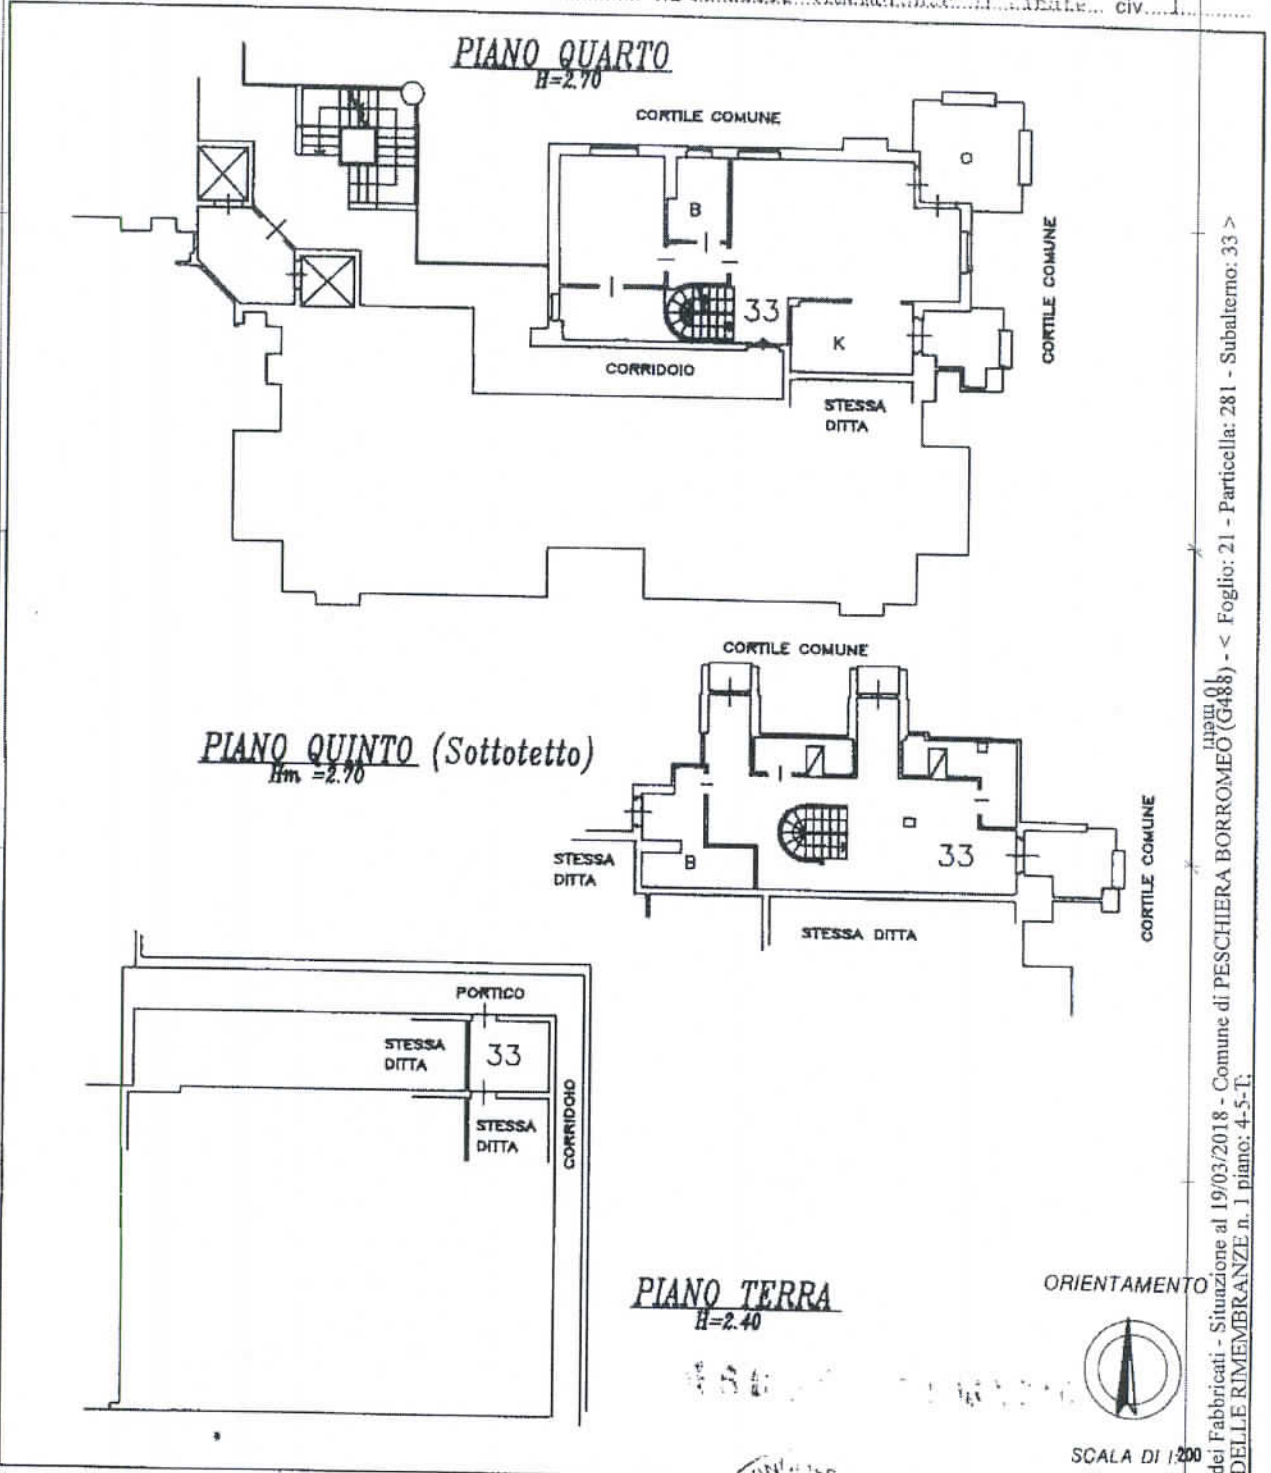 civ. 1
PIANO QUARTO
H=2.70
CORTILE COMUNE
O
B
CORTILE COMUNE
33
K
CORRIDOIO
STESSA
DITTA
CORTILE COMUNE
PIANO QUINTO (Sottotetto)
Hm =2.70
CORTILE COMUNE
33
B
STESSA
DITTA
STESSA DITTA
PORTICO
STESSA
DITTA
33
STESSA
DITTA
CORRIDOIO
PIANO TERRA
H=2.40
ORIENTAMENTO
SCALA DI 1:200
10 metri
dei Fabbricati - Situazione al 19/03/2018 - Comune di PESCHIERA BORROMEO (G488) - < Foglio: 21 - Particella: 281 - Subalterno: 33 >
DELLE RIMEMBRANZE n. 1 piano: 4-5-T;